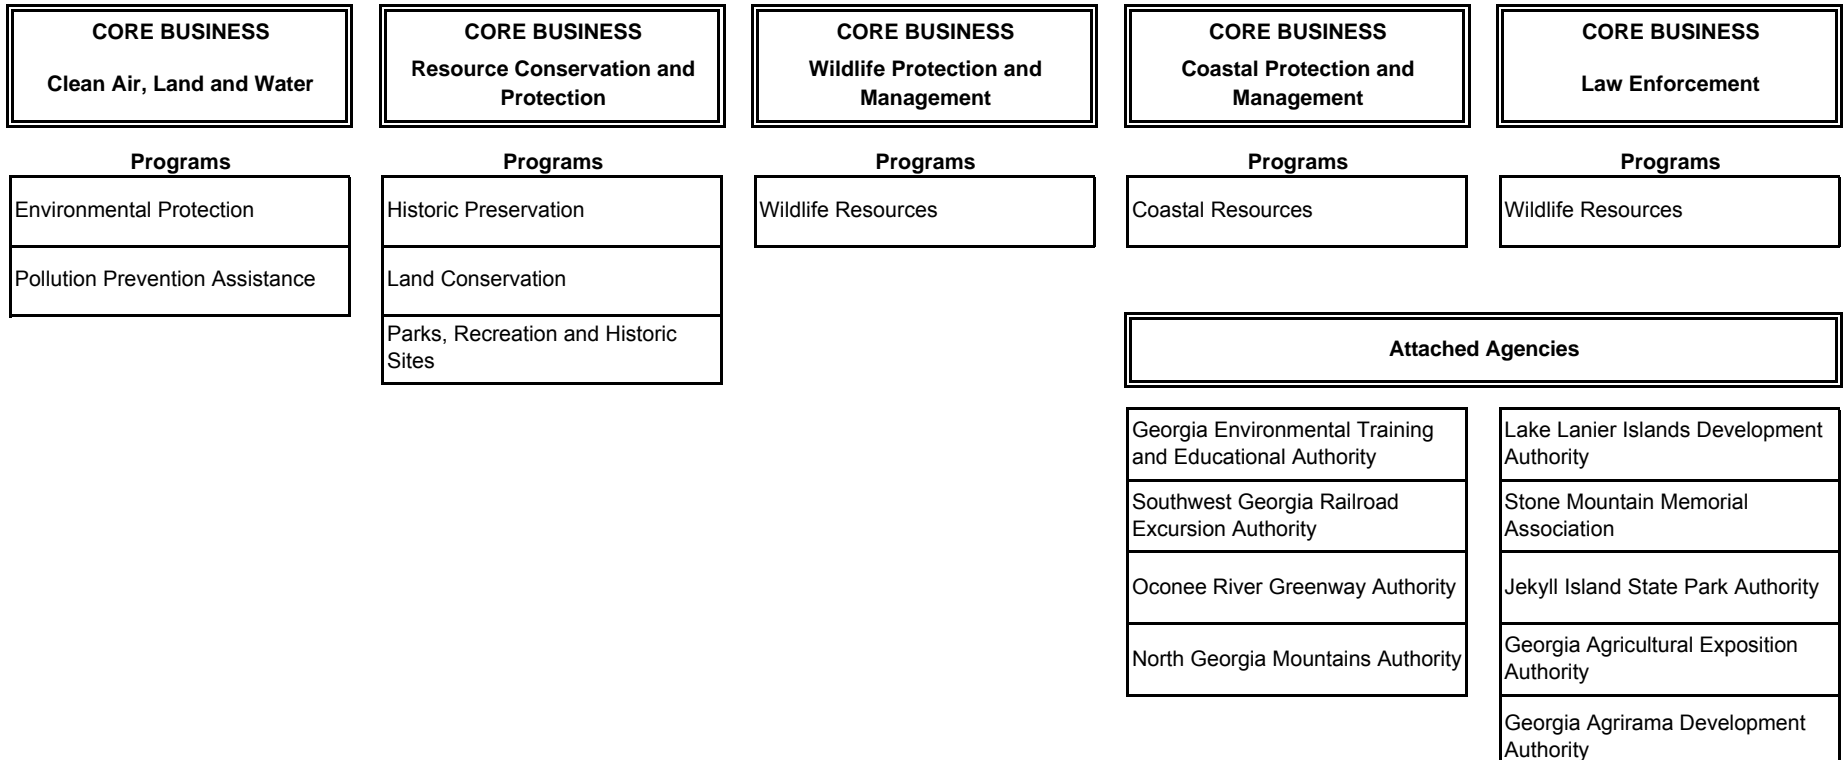 CORE BUSINESS
Clean Air, Land and Water
Programs
Environmental Protection
Pollution Prevention Assistance
CORE BUSINESS
Resource Conservation and
Protection
Programs
Historic Preservation
Land Conservation
Parks, Recreation and Historic
Sites
CORE BUSINESS
Wildlife Protection and
Management
Programs
Wildlife Resources
CORE BUSINESS
Coastal Protection and
Management
Programs
Coastal Resources
CORE BUSINESS
Law Enforcement
Programs
Wildlife Resources
Attached Agencies
Georgia Environmental Training
and Educational Authority
Southwest Georgia Railroad
Excursion Authority
Oconee River Greenway Authority
North Georgia Mountains Authority
Lake Lanier Islands Development
Authority
Stone Mountain Memorial
Association
Jekyll Island State Park Authority
Georgia Agricultural Exposition
Authority
Georgia Agrirama Development
Authority